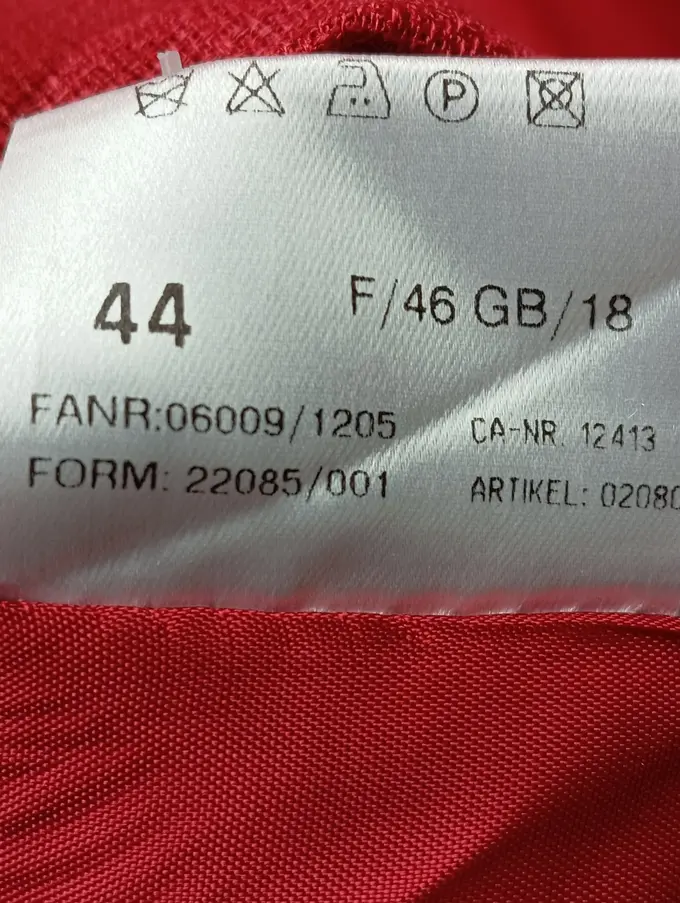 P
44 F/46 GB/18
FANR:06009/1205 CA-NR. 12413
FORM: 22085/001 ARTIKEL: 02080